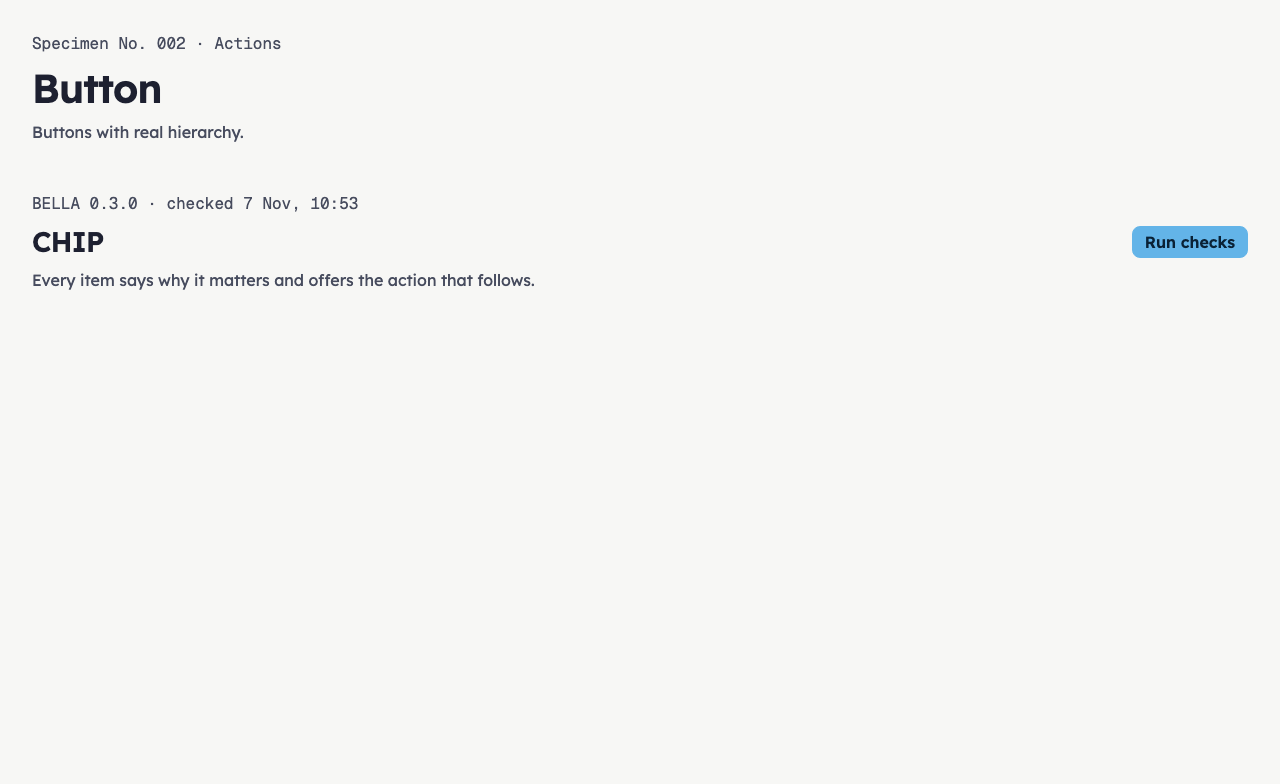 Specimen No. 002 · Actions
Button
Buttons with real hierarchy.
BELLA 0.3.0 · checked 7 Nov, 10:53
CHIP
Run checks
Every item says why it matters and offers the action that follows.